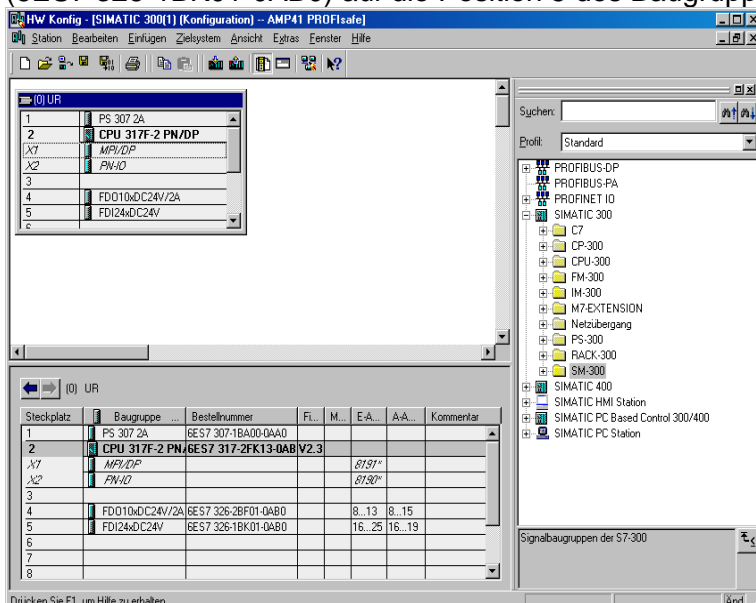 (6ES7 326-1BK01-0AB0) auf die Position 5 des Baugrupp
HW Konfig - [SIMATIC 300(1) (Konfiguration) -- AMP41 PROFIsafe]
Station Bearbeiten Einfügen Zielsystem Ansicht Extras Fenster Hilfe
(0) UR
1 PS 307 2A
2 CPU 317F-2 PN/DP
X1 MPI/DP
X2 PN-IO
3
4 FDO10xDC24V/2A
5 FDI24xDC24V
Suchen:
Profil: Standard
PROFIBUS-DP
PROFIBUS-PA
PROFINET IO
SIMATIC 300
C7
CP-300
CPU-300
FM-300
IM-300
M7-EXTENSION
Netzübergang
PS-300
RACK-300
SM-300
SIMATIC 400
SIMATIC HMI Station
SIMATIC PC Based Control 300/400
SIMATIC PC Station
(0) UR
Steckplatz Baugruppe ... Bestellnummer Fi... M... E-A... A-A... Kommentar
1 PS 307 2A 6ES7 307-1BA00-0AA0
2 CPU 317F-2 PN/ 6ES7 317-2FK13-0AB V2.3
X1 MPI/DP 8191*
X2 PN-IO 8190*
3
4 FDO10xDC24V/2A 6ES7 326-2BF01-0AB0 8...13 8...15
5 FDI24xDC24V 6ES7 326-1BK01-0AB0 16...25 16...19
6
7
8
Signalbaugruppen der S7-300
Drücken Sie F1, um Hilfe zu erhalten. Änd